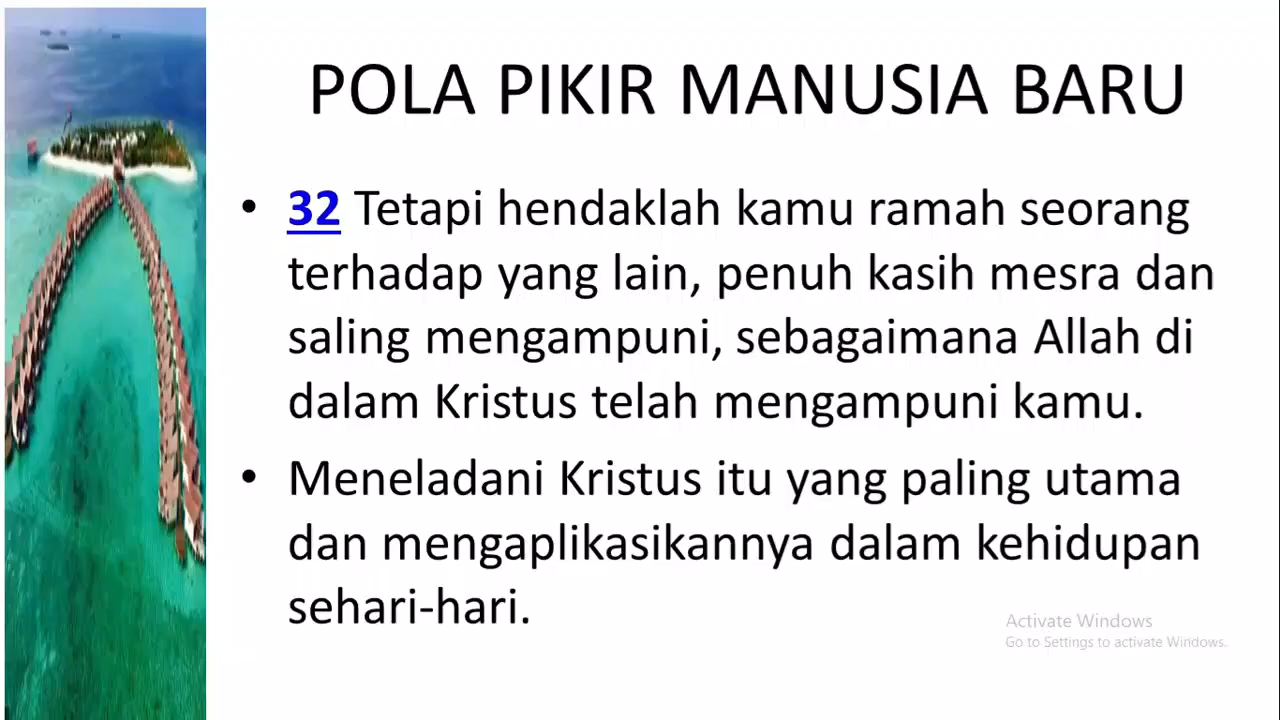 POLA PIKIR MANUSIA BARU
• 32 Tetapi hendaklah kamu ramah seorang
terhadap yang lain, penuh kasih mesra dan
saling mengampuni, sebagaimana Allah di
dalam Kristus telah mengampuni kamu.
• Meneladani Kristus itu yang paling utama
dan mengaplikasikannya dalam kehidupan
sehari-hari.
Activate Windows
Go to Settings to activate Windows.